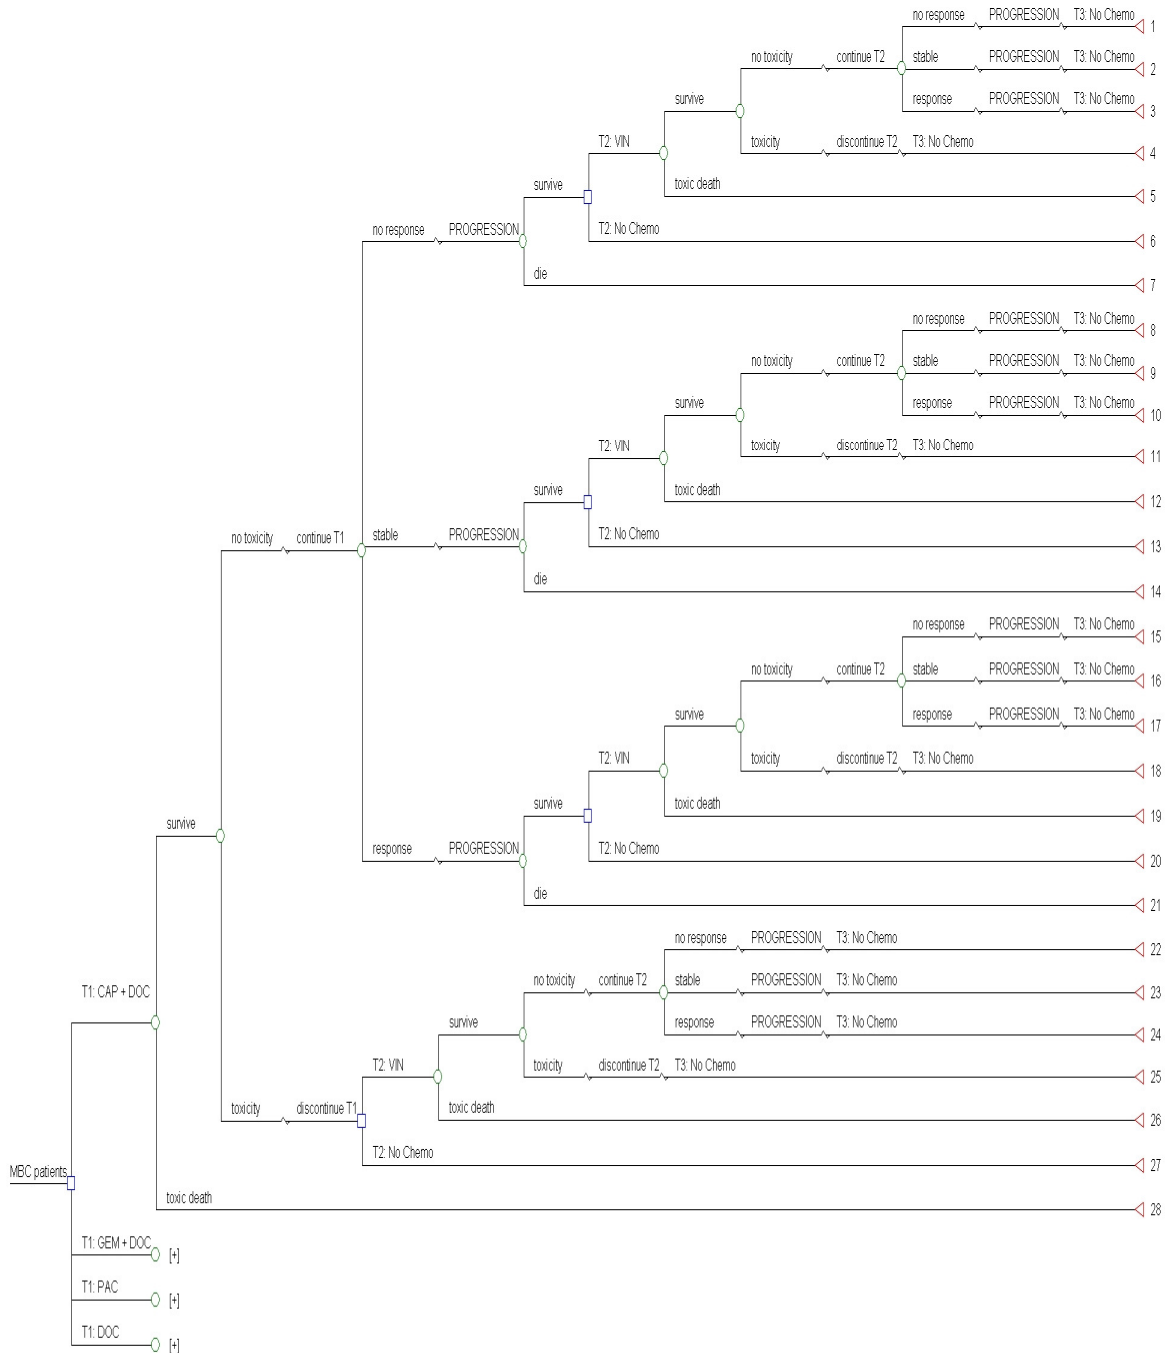 no response PROGRESSION T3: No Chemo 1
no toxicity continue T2 stable PROGRESSION T3: No Chemo 2
survive response PROGRESSION T3: No Chemo 3
T2: VIN toxicity discontinue T2 T3: No Chemo 4
survive toxic death 5
no response PROGRESSION T2: No Chemo 6
die 7
no response PROGRESSION T3: No Chemo 8
no toxicity continue T2 stable PROGRESSION T3: No Chemo 9
survive response PROGRESSION T3: No Chemo 10
T2: VIN toxicity discontinue T2 T3: No Chemo 11
survive toxic death 12
no toxicity continue T1 stable PROGRESSION T2: No Chemo 13
die 14
no response PROGRESSION T3: No Chemo 15
no toxicity continue T2 stable PROGRESSION T3: No Chemo 16
survive response PROGRESSION T3: No Chemo 17
T2: VIN toxicity discontinue T2 T3: No Chemo 18
survive toxic death 19
survive response PROGRESSION T2: No Chemo 20
die 21
no response PROGRESSION T3: No Chemo 22
T1: CAP + DOC no toxicity continue T2 stable PROGRESSION T3: No Chemo 23
survive response PROGRESSION T3: No Chemo 24
T2: VIN toxicity discontinue T2 T3: No Chemo 25
toxicity discontinue T1 toxic death 26
T2: No Chemo 27
MBC patients
toxic death 28
T1: GEM + DOC [+]
T1: PAC [+]
T1: DOC [+]